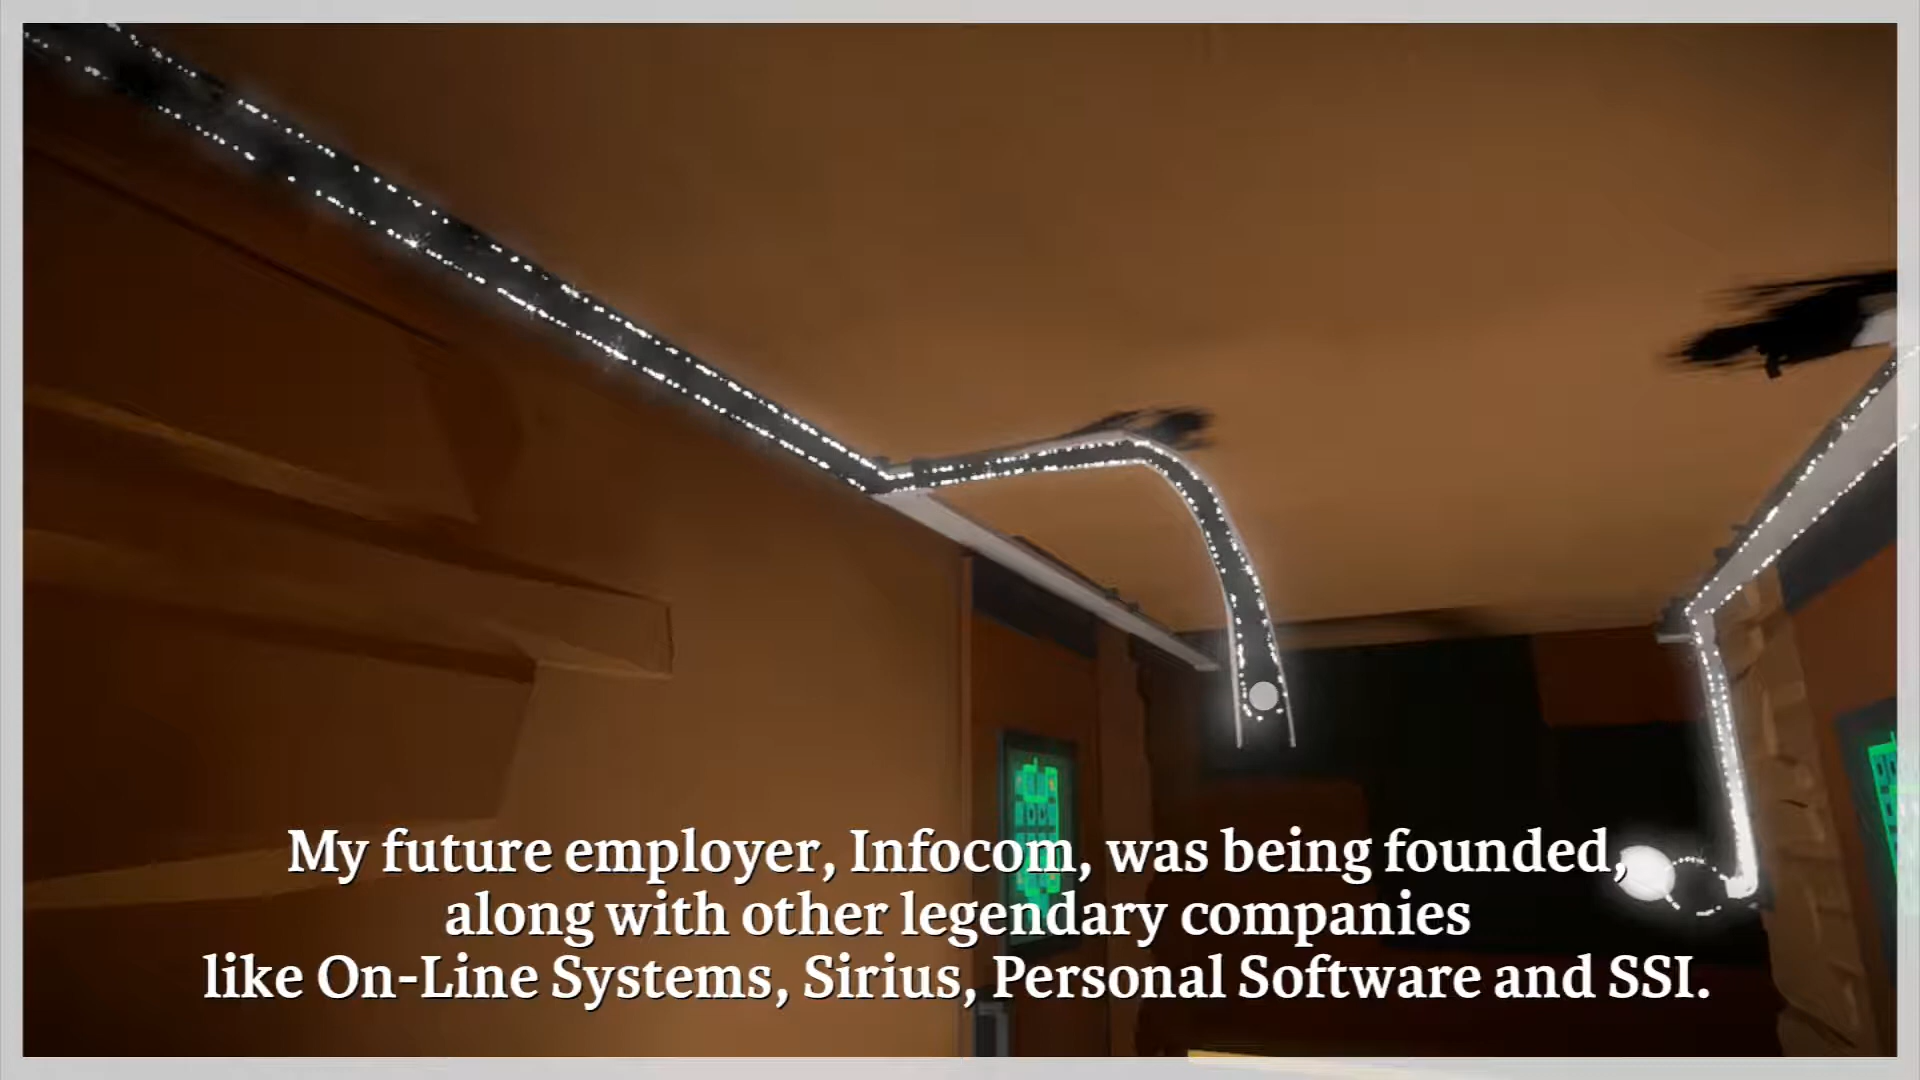 My future employer, Infocom, was being founded,
along with other legendary companies
like On-Line Systems, Sirius, Personal Software and SSI.